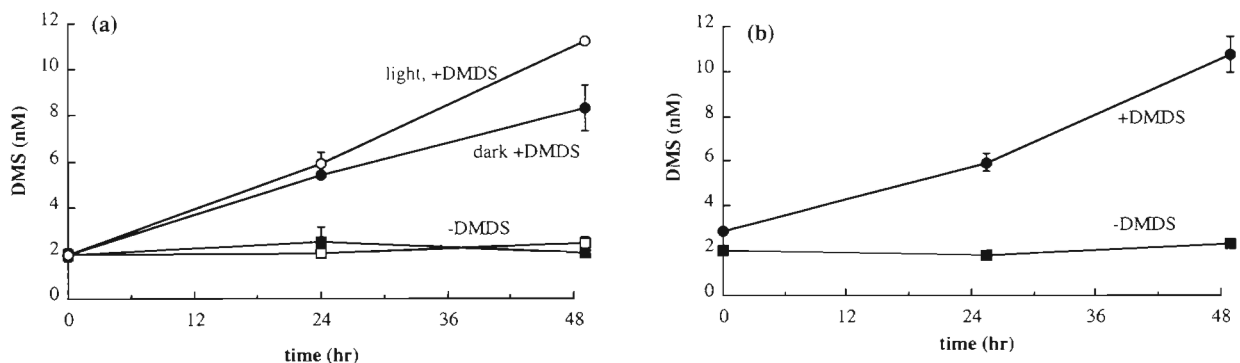 (a)
12
10
8
6
4
2
0
DMS (nM)
light, +DMDS
dark +DMDS
-DMDS
0 12 24 36 48
time (hr)
(b)
12
10
8
6
4
2
0
DMS (nM)
+DMDS
-DMDS
0 12 24 36 48
time (hr)